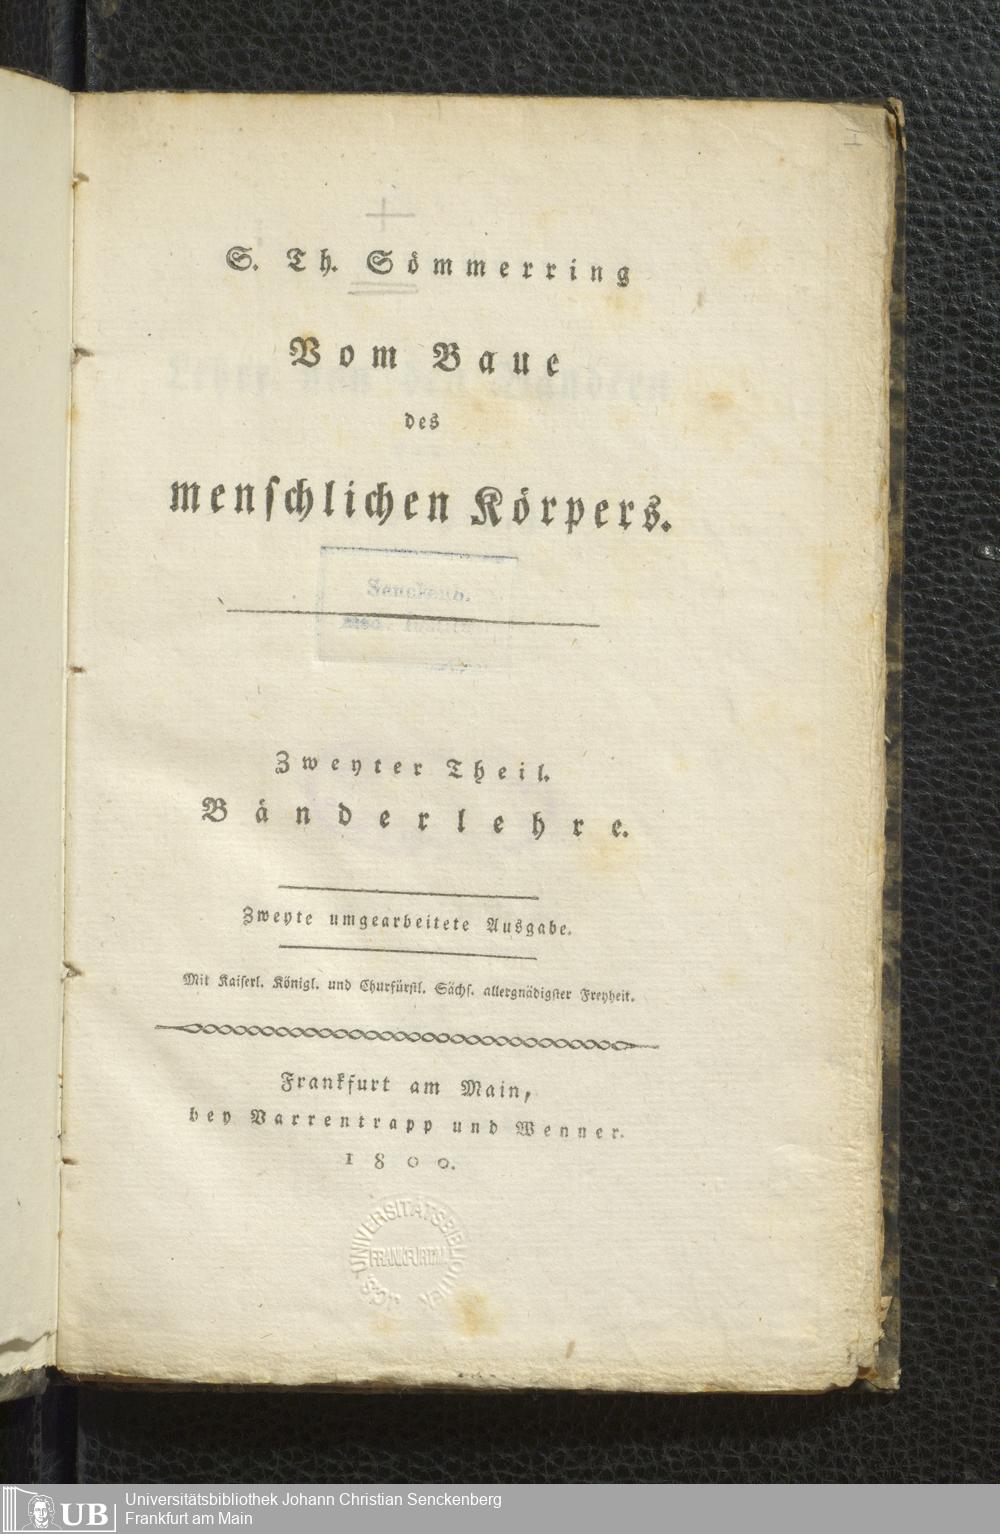 I
S. Th. Sömmerring
Vom Baue
des
menſchlichen Körpers.
Senckenb.
Zweyter Theil.
Bänderlehre.
Zweyte umgearbeitete Ausgabe.
Mit Kaiſerl. Königl. und Churfürſtl. Sächſ. allergnädigſter Freyheit.
Frankfurt am Main,
bey Varrentrapp und Wenner.
1800.
UNIVERSITÄTSBIBLIOTHEK
FRANKFURT/M.
UB
Universitätsbibliothek Johann Christian Senckenberg
Frankfurt am Main